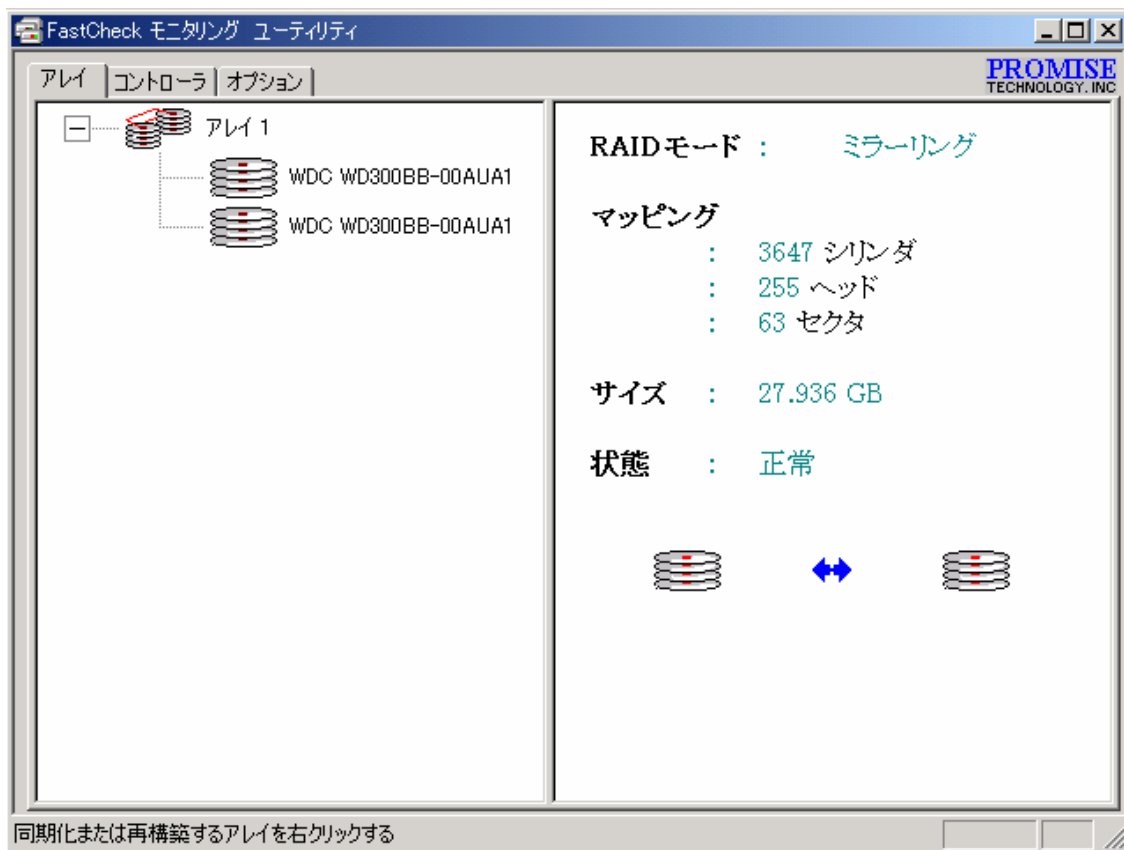 FastCheck モニタリング ユーティリティ
アレイ コントローラ オプション
PROMISE
TECHNOLOGY, INC
アレイ 1
WDC WD300BB-00AUA1
WDC WD300BB-00AUA1
RAIDモード : ミラーリング
マッピング
: 3647 シリンダ
: 255 ヘッド
: 63 セクタ
サイズ : 27.936 GB
状態 : 正常
同期化または再構築するアレイを右クリックする